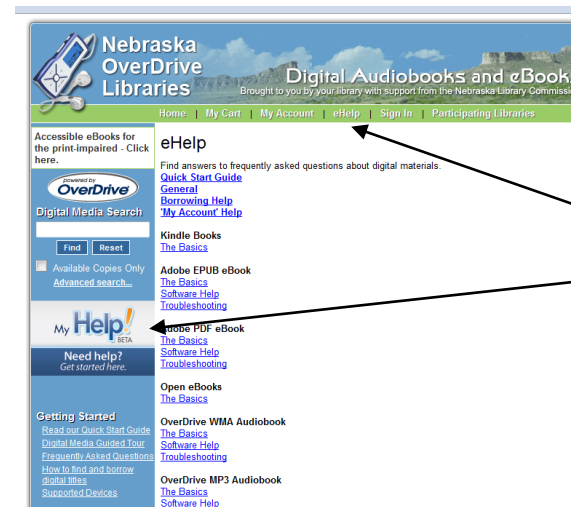 Nebraska
OverDrive
Libraries
Digital Audiobooks and eBook
Brought to you by your library with support from the Nebraska Library Commissi
Home | My Cart | My Account | eHelp | Sign In | Participating Libraries
Accessible eBooks for
the print-impaired - Click
here.
powered by
OverDrive
Digital Media Search
Find Reset
Available Copies Only
Advanced search...
My Help!
BETA
Need help?
Get started here.
Getting Started
Read our Quick Start Guide
Digital Media Guided Tour
Frequently Asked Questions
How to find and borrow
digital titles
Supported Devices
eHelp
Find answers to frequently asked questions about digital materials.
Quick Start Guide
General
Borrowing Help
'My Account' Help
Kindle Books
The Basics
Adobe EPUB eBook
The Basics
Software Help
Troubleshooting
Adobe PDF eBook
The Basics
Software Help
Troubleshooting
Open eBooks
The Basics
OverDrive WMA Audiobook
The Basics
Software Help
Troubleshooting
OverDrive MP3 Audiobook
The Basics
Software Help